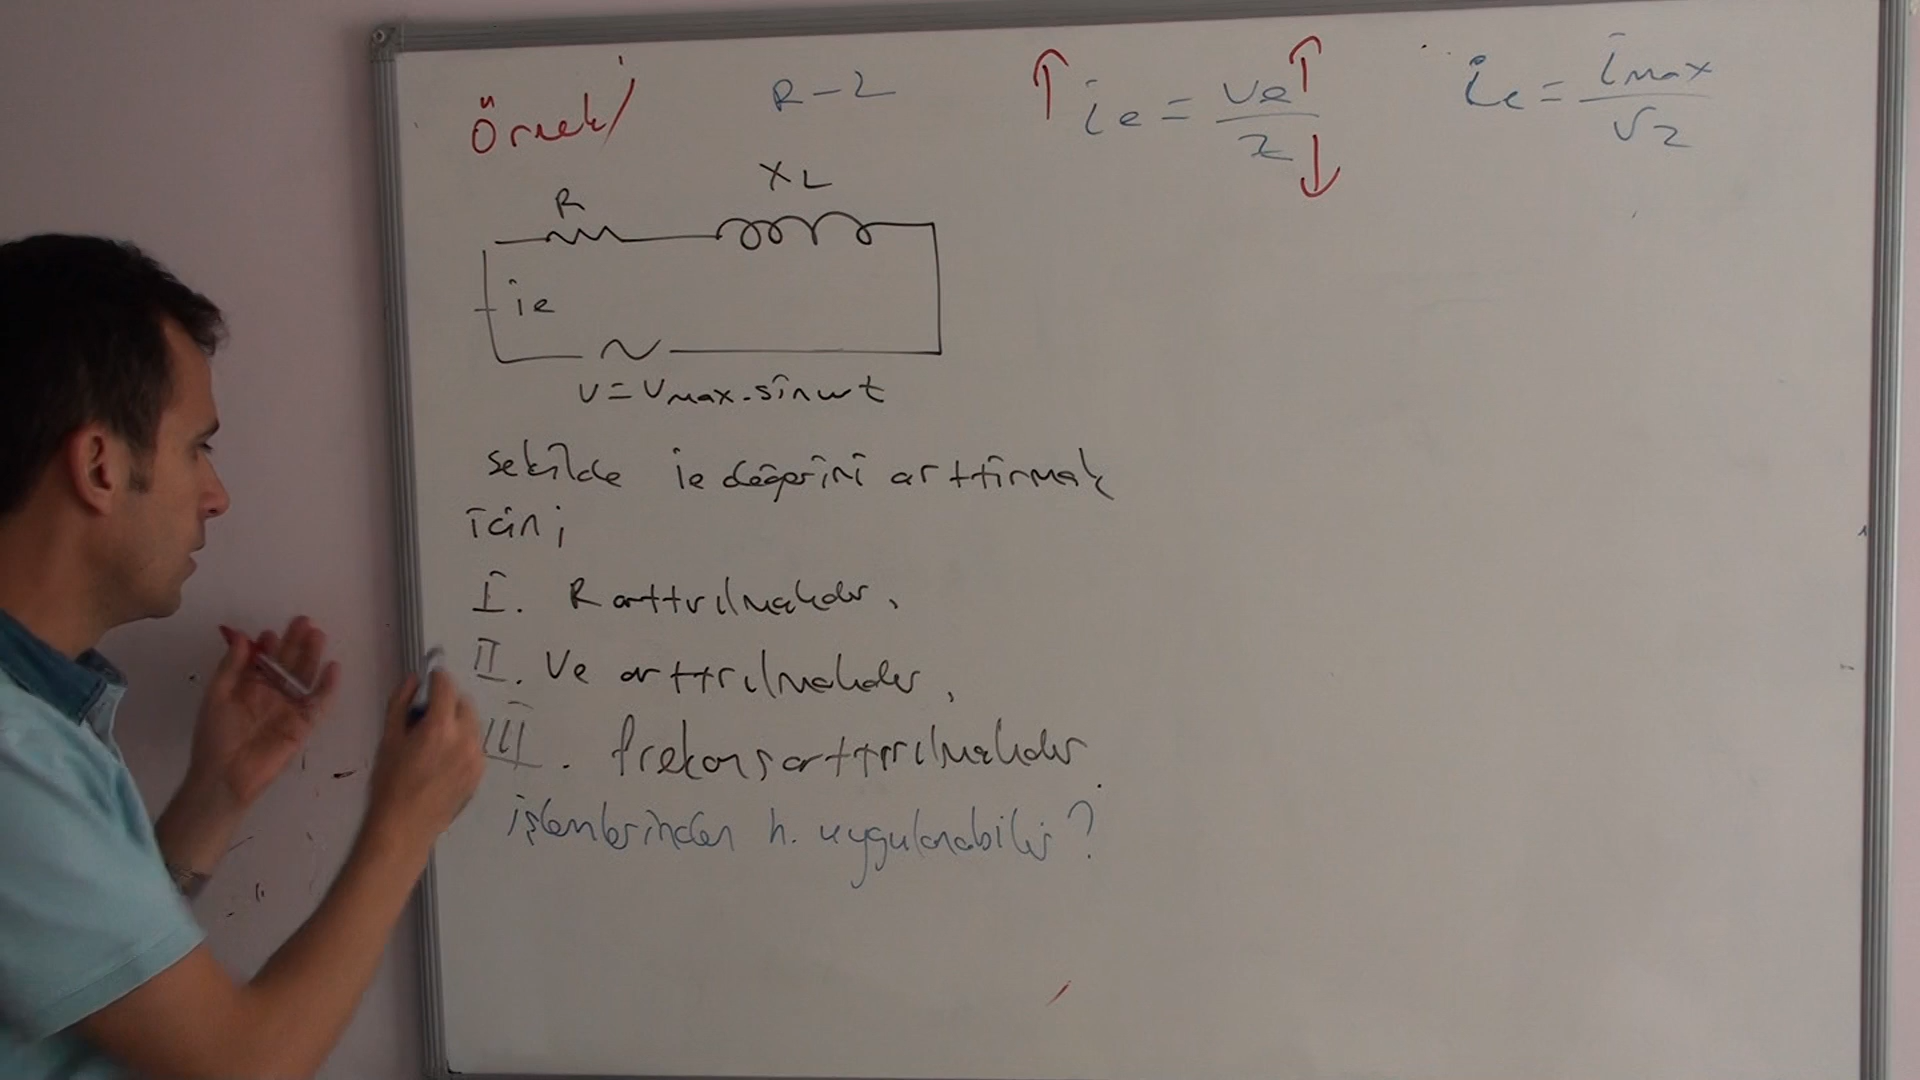 Örnek/
R-L
ie = Ve / Z
ie = imax / √2
R
XL
ie
V = Vmax.sinwt
şekilde ie değerini arttırmak
için;
I. R arttırılmalıdır,
II. Ve arttırılmalıdır,
III. frekans arttırılmalıdır.
işlemlerinden h. uygulanabilir?